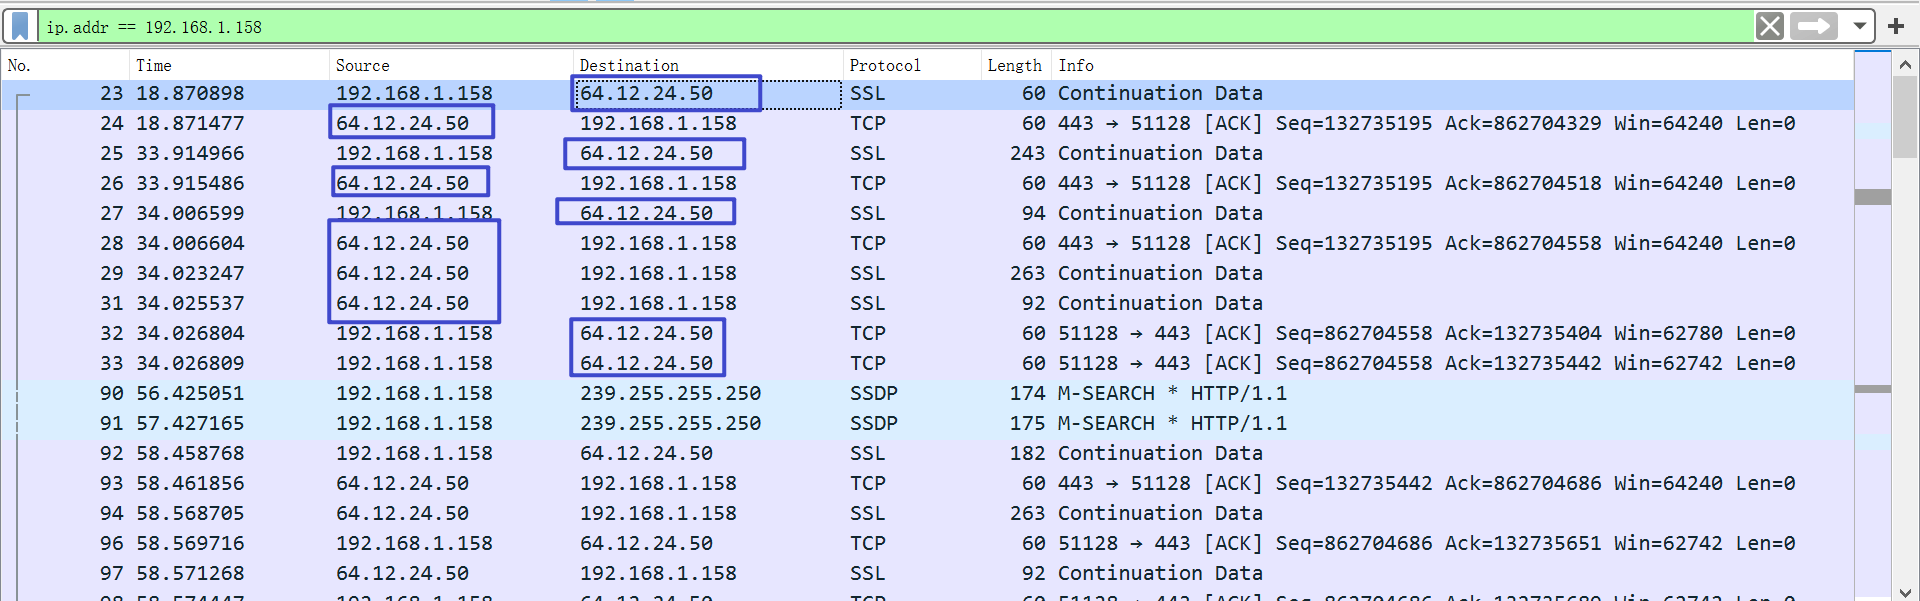 ip.addr == 192.168.1.158
No. Time Source Destination Protocol Length Info
23 18.870898 192.168.1.158 64.12.24.50 SSL 60 Continuation Data
24 18.871477 64.12.24.50 192.168.1.158 TCP 60 443 → 51128 [ACK] Seq=132735195 Ack=862704329 Win=64240 Len=0
25 33.914966 192.168.1.158 64.12.24.50 SSL 243 Continuation Data
26 33.915486 64.12.24.50 192.168.1.158 TCP 60 443 → 51128 [ACK] Seq=132735195 Ack=862704518 Win=64240 Len=0
27 34.006599 192.168.1.158 64.12.24.50 SSL 94 Continuation Data
28 34.006604 64.12.24.50 192.168.1.158 TCP 60 443 → 51128 [ACK] Seq=132735195 Ack=862704558 Win=64240 Len=0
29 34.023247 64.12.24.50 192.168.1.158 SSL 263 Continuation Data
31 34.025537 64.12.24.50 192.168.1.158 SSL 92 Continuation Data
32 34.026804 192.168.1.158 64.12.24.50 TCP 60 51128 → 443 [ACK] Seq=862704558 Ack=132735404 Win=62780 Len=0
33 34.026809 192.168.1.158 64.12.24.50 TCP 60 51128 → 443 [ACK] Seq=862704558 Ack=132735442 Win=62742 Len=0
90 56.425051 192.168.1.158 239.255.255.250 SSDP 174 M-SEARCH * HTTP/1.1
91 57.427165 192.168.1.158 239.255.255.250 SSDP 175 M-SEARCH * HTTP/1.1
92 58.458768 192.168.1.158 64.12.24.50 SSL 182 Continuation Data
93 58.461856 64.12.24.50 192.168.1.158 TCP 60 443 → 51128 [ACK] Seq=132735442 Ack=862704686 Win=64240 Len=0
94 58.568705 64.12.24.50 192.168.1.158 SSL 263 Continuation Data
96 58.569716 192.168.1.158 64.12.24.50 TCP 60 51128 → 443 [ACK] Seq=862704686 Ack=132735651 Win=62742 Len=0
97 58.571268 64.12.24.50 192.168.1.158 SSL 92 Continuation Data